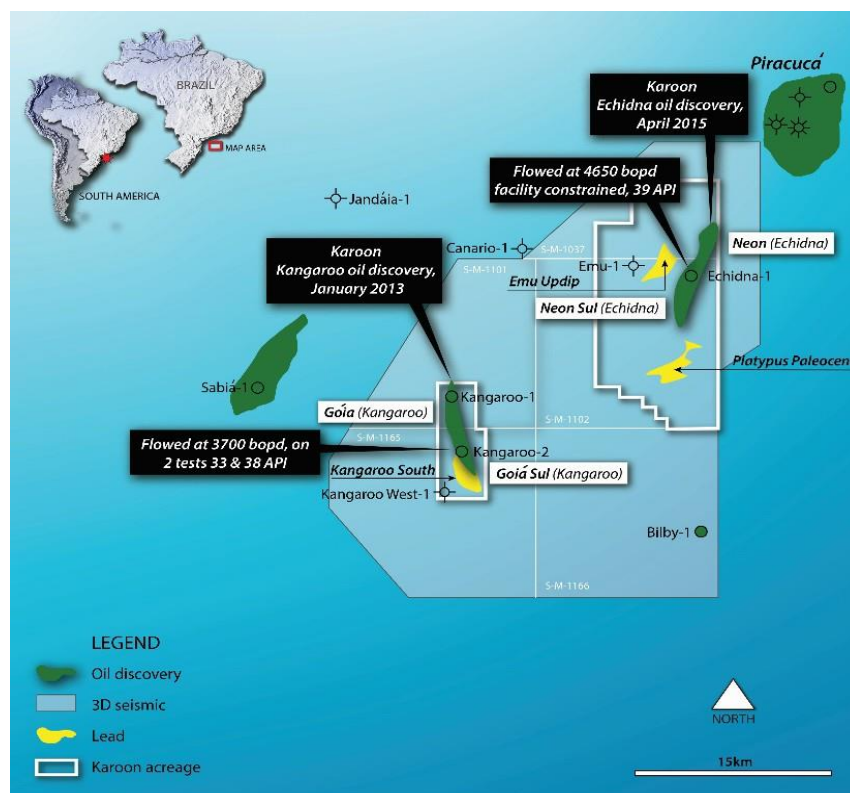 BRAZIL
MAP AREA
SOUTH AMERICA
Piracucá
Karoon
Echidna oil discovery,
April 2015
Flowed at 4650 bopd
facility constrained, 39 API
Jandáia-1
Canario-1
S-M-1037
Karoon
Kangaroo oil discovery,
January 2013
S-M-1101
Emu-1
Echidna-1
Neon (Echidna)
Emu Updip
Neon Sul (Echidna)
Platypus Paleocen
Sabiá-1
Kangaroo-1
Goía (Kangaroo)
S-M-1102
S-M-1165
Flowed at 3700 bopd, on
2 tests 33 & 38 API
Kangaroo-2
Kangaroo South
Goiá Sul (Kangaroo)
Kangaroo West-1
Bilby-1
S-M-1166
LEGEND
Oil discovery
3D seismic
Lead
Karoon acreage
NORTH
15km